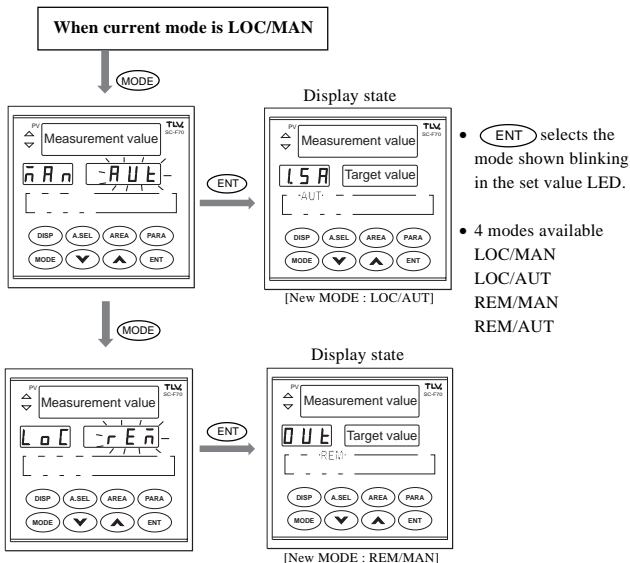 When current mode is LOC/MAN
MODE
Display state
PV
TLV
SC-F70
Measurement value
MAn AUt
DISP A.SEL AREA PARA
MODE ENT
ENT
PV
TLV
SC-F70
Measurement value
1.SA Target value
AUT
DISP A.SEL AREA PARA
MODE ENT
[New MODE : LOC/AUT]
• ENT selects the
mode shown blinking
in the set value LED.
• 4 modes available
LOC/MAN
LOC/AUT
REM/MAN
REM/AUT
MODE
Display state
PV
TLV
SC-F70
Measurement value
LoC rEM
DISP A.SEL AREA PARA
MODE ENT
ENT
PV
TLV
SC-F70
Measurement value
OUt Target value
REM
DISP A.SEL AREA PARA
MODE ENT
[New MODE : REM/MAN]